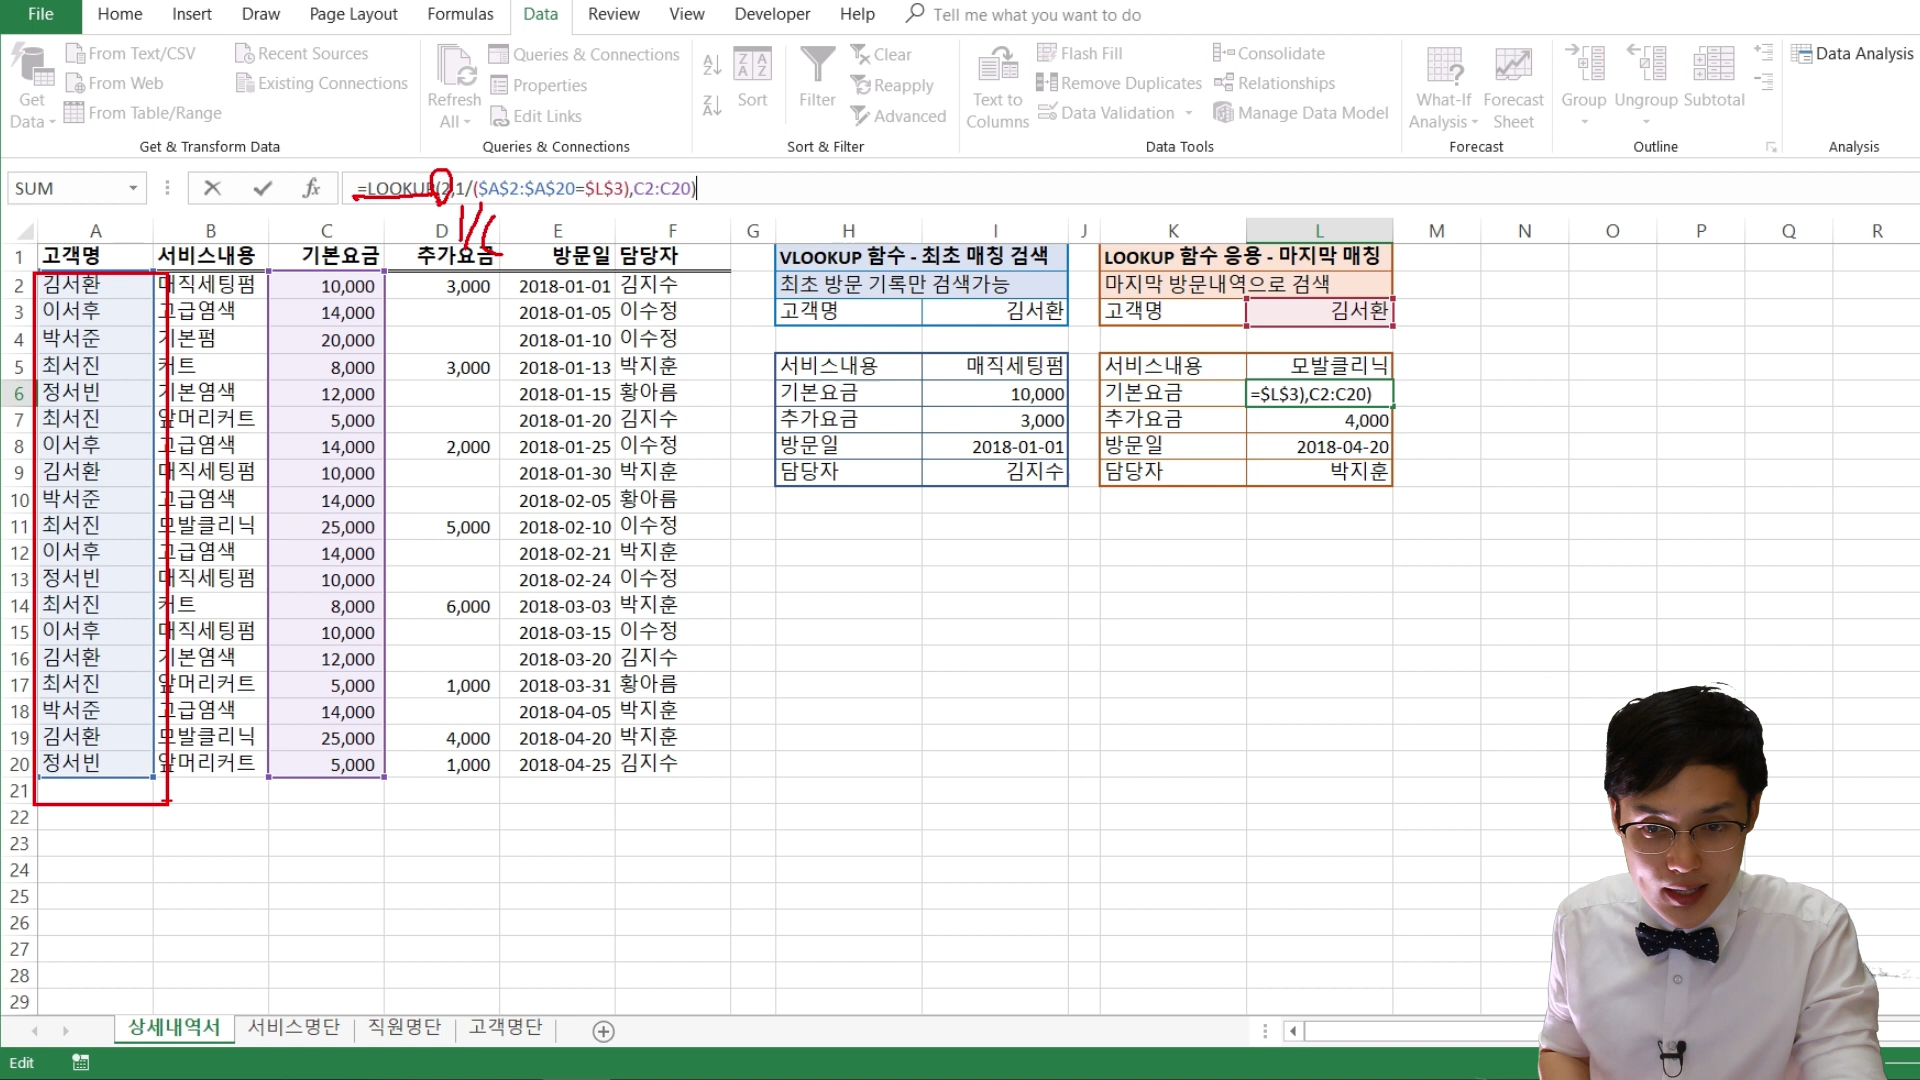 File Home Insert Draw Page Layout Formulas Data Review View Developer Help Tell me what you want to do
Get Data
From Text/CSV
From Web
From Table/Range
Recent Sources
Existing Connections
Get & Transform Data
Refresh All
Queries & Connections
Properties
Edit Links
Queries & Connections
Sort
Filter
Clear
Reapply
Advanced
Sort & Filter
Text to Columns
Flash Fill
Remove Duplicates
Data Validation
Consolidate
Relationships
Manage Data Model
Data Tools
What-If Analysis
Forecast Sheet
Forecast
Group
Ungroup
Subtotal
Outline
Data Analysis
Analysis
SUM fx =LOOKUP(2,1/($A$2:$A$20=$L$3),C2:C20)
A B C D E F G H I J K L M N O P Q R
1 고객명 서비스내용 기본요금 추가요금 방문일 담당자 VLOOKUP 함수 - 최초 매칭 검색 LOOKUP 함수 응용 - 마지막 매칭
2 김서환 매직세팅펌 10,000 3,000 2018-01-01 김지수 최초 방문 기록만 검색가능 마지막 방문내역으로 검색
3 이서후 고급염색 14,000 2018-01-05 이수정 고객명 김서환 고객명 김서환
4 박서준 기본펌 20,000 2018-01-10 이수정
5 최서진 커트 8,000 3,000 2018-01-13 박지훈 서비스내용 매직세팅펌 서비스내용 모발클리닉
6 정서빈 기본염색 12,000 2018-01-15 황아름 기본요금 10,000 기본요금 =$L$3),C2:C20)
7 최서진 앞머리커트 5,000 2018-01-20 김지수 추가요금 3,000 추가요금 4,000
8 이서후 고급염색 14,000 2,000 2018-01-25 이수정 방문일 2018-01-01 방문일 2018-04-20
9 김서환 매직세팅펌 10,000 2018-01-30 박지훈 담당자 김지수 담당자 박지훈
10 박서준 고급염색 14,000 2018-02-05 황아름
11 최서진 모발클리닉 25,000 5,000 2018-02-10 이수정
12 이서후 고급염색 14,000 2018-02-21 박지훈
13 정서빈 매직세팅펌 10,000 2018-02-24 이수정
14 최서진 커트 8,000 6,000 2018-03-03 박지훈
15 이서후 매직세팅펌 10,000 2018-03-15 이수정
16 김서환 기본염색 12,000 2018-03-20 김지수
17 최서진 앞머리커트 5,000 1,000 2018-03-31 황아름
18 박서준 고급염색 14,000 2018-04-05 박지훈
19 김서환 모발클리닉 25,000 4,000 2018-04-20 박지훈
20 정서빈 앞머리커트 5,000 1,000 2018-04-25 김지수
21
22
23
24
25
26
27
28
29
상세내역서 서비스명단 직원명단 고객명단
Edit